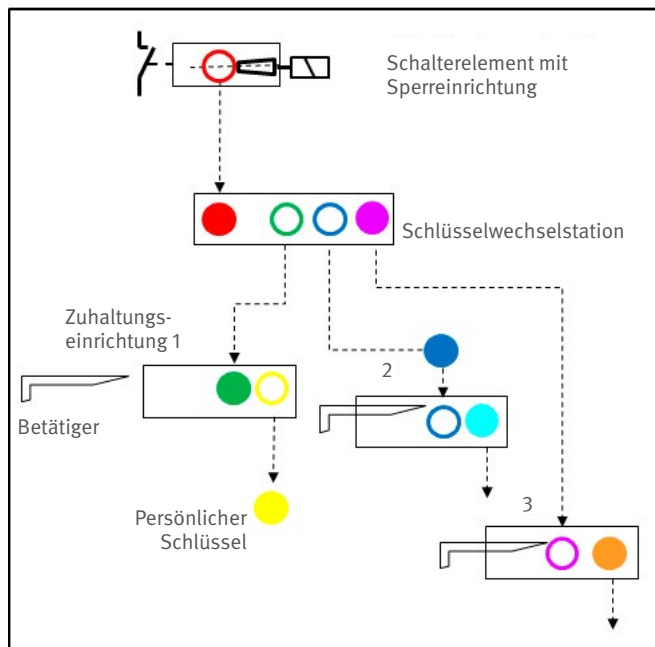 Schalterelement mit
Sperreinrichtung
Schlüsselwechselstation
Zuhaltungs-
einrichtung 1
Betätiger
2
Persönlicher
Schlüssel
3